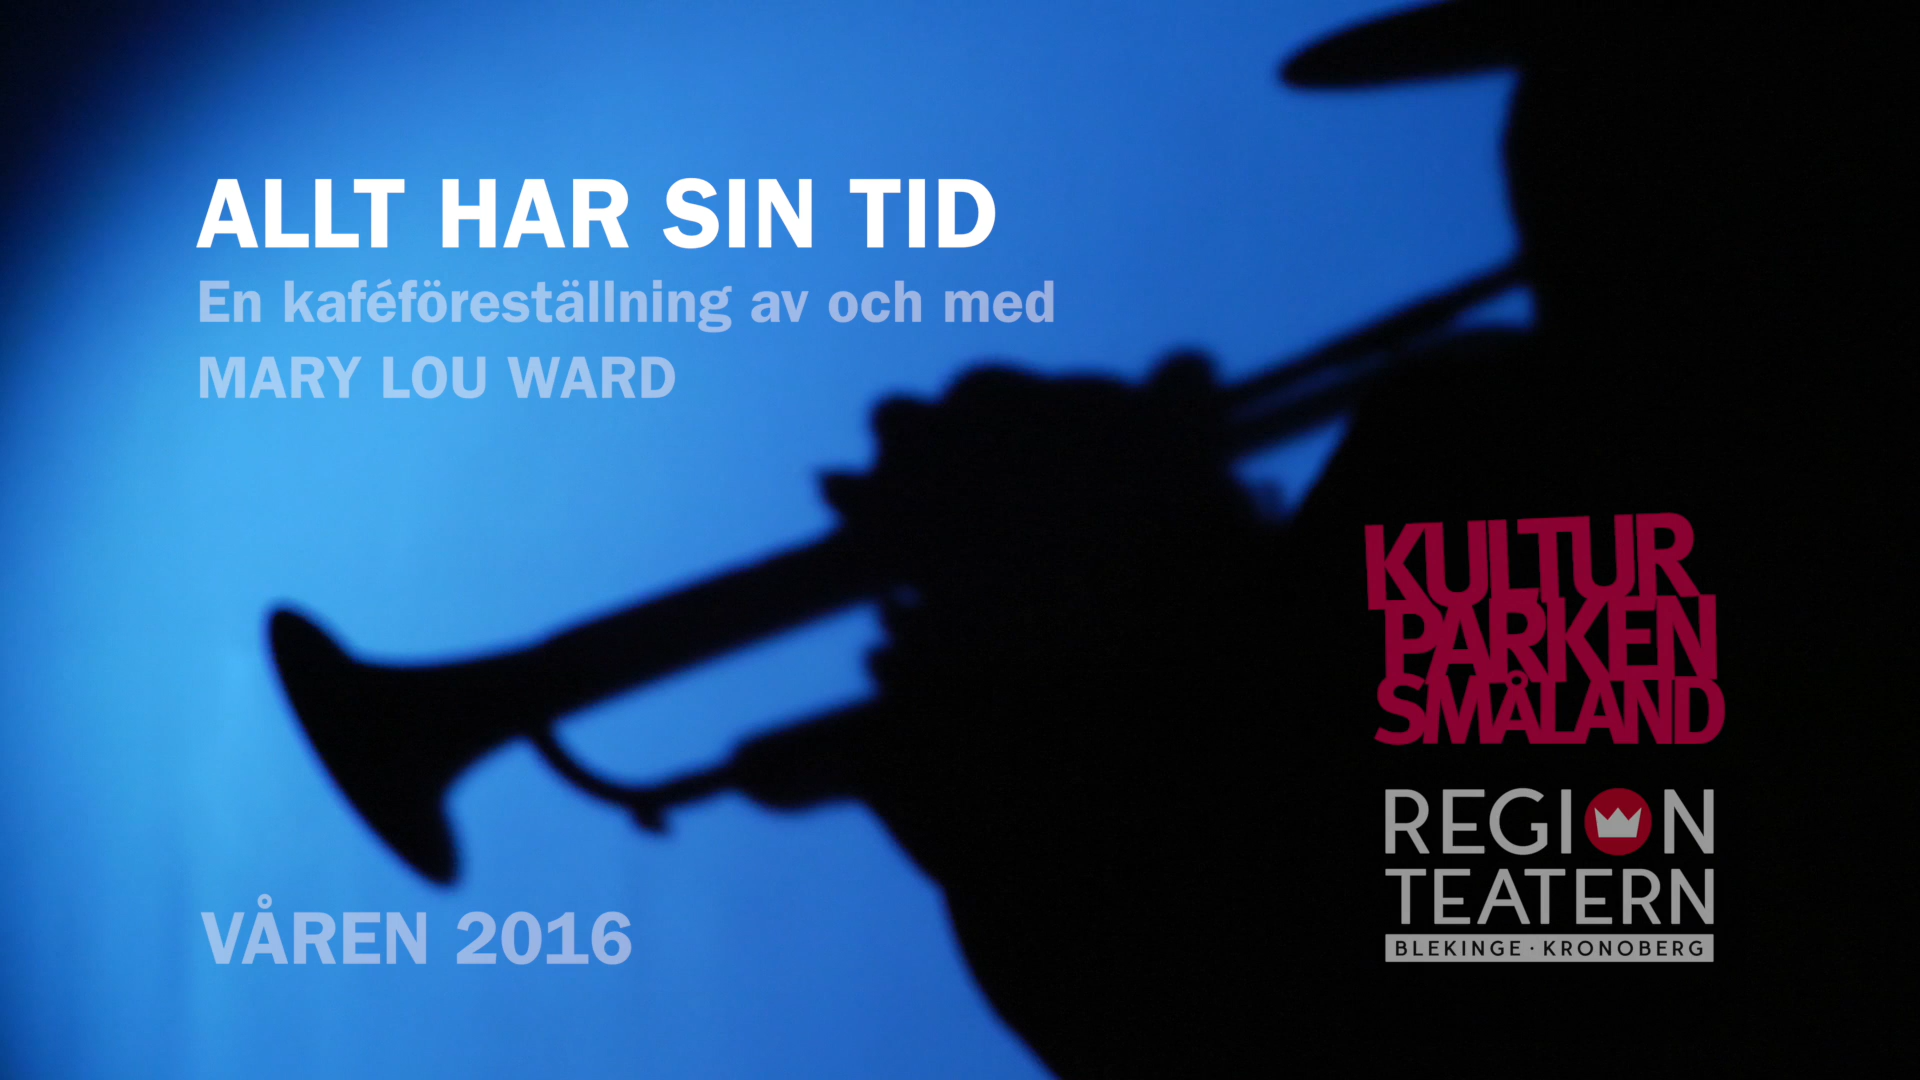 ALLT HAR SIN TID
En kaféföreställning av och med
MARY LOU WARD
KULTUR
PARKEN
SMÅLAND
REGION
TEATERN
BLEKINGE · KRONOBERG
VÅREN 2016